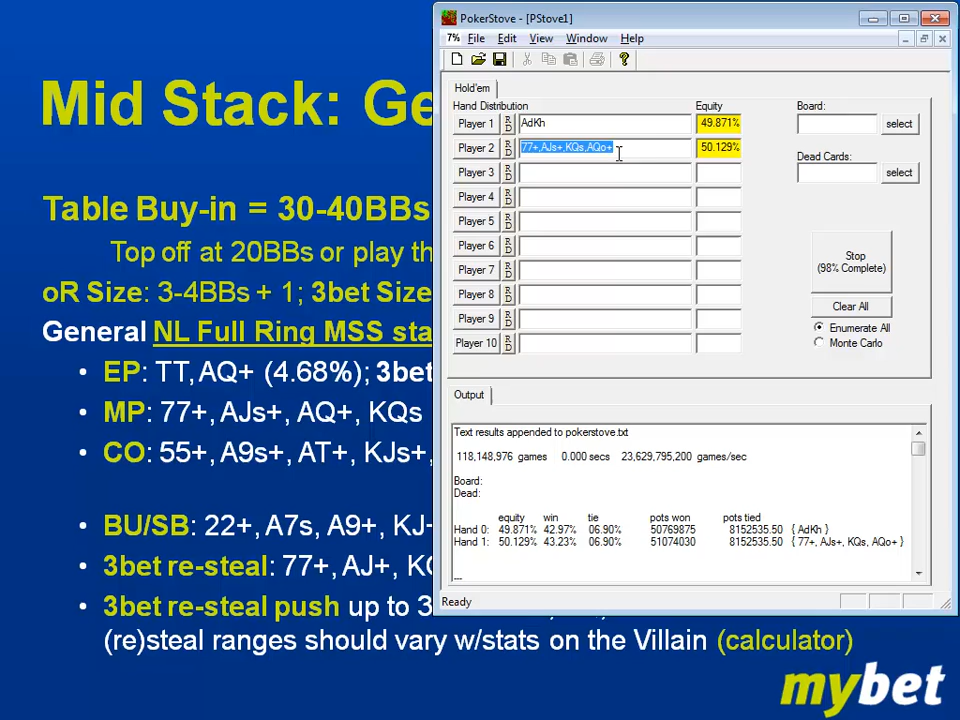 Mid Stack: Ge
Table Buy-in = 30-40BBs
Top off at 20BBs or play th
oR Size: 3-4BBs + 1; 3bet Size
General NL Full Ring MSS sta
• EP: TT, AQ+ (4.68%); 3bet
• MP: 77+, AJs+, AQ+, KQs
• CO: 55+, A9s+, AT+, KJs+,
• BU/SB: 22+, A7s, A9+, KJ+
• 3bet re-steal: 77+, AJ+, KQ
• 3bet re-steal push up to 3
(re)steal ranges should vary w/stats on the Villain (calculator)
mybet
PokerStove - [PStove1]
7% File Edit View Window Help
Hold'em
Hand Distribution Equity Board:
Player 1 R D AdKh 49.871% select
Player 2 R D 77+,AJs+,KQs,AQo+ 50.129%
Dead Cards:
Player 3 R D select
Player 4 R D
Player 5 R D
Player 6 R D
Player 7 R D
Player 8 R D
Player 9 R D
Player 10 R D
Stop
(98% Complete)
Clear All
Enumerate All
Monte Carlo
Output
Text results appended to pokerstove.txt
118,148,976 games 0.000 secs 23,629,795,200 games/sec
Board:
Dead:
equity win tie pots won pots tied
Hand 0: 49.871% 42.97% 06.90% 50769875 8152535.50 { AdKh }
Hand 1: 50.129% 43.23% 06.90% 51074030 8152535.50 { 77+, AJs+, KQs, AQo+ }
---
Ready